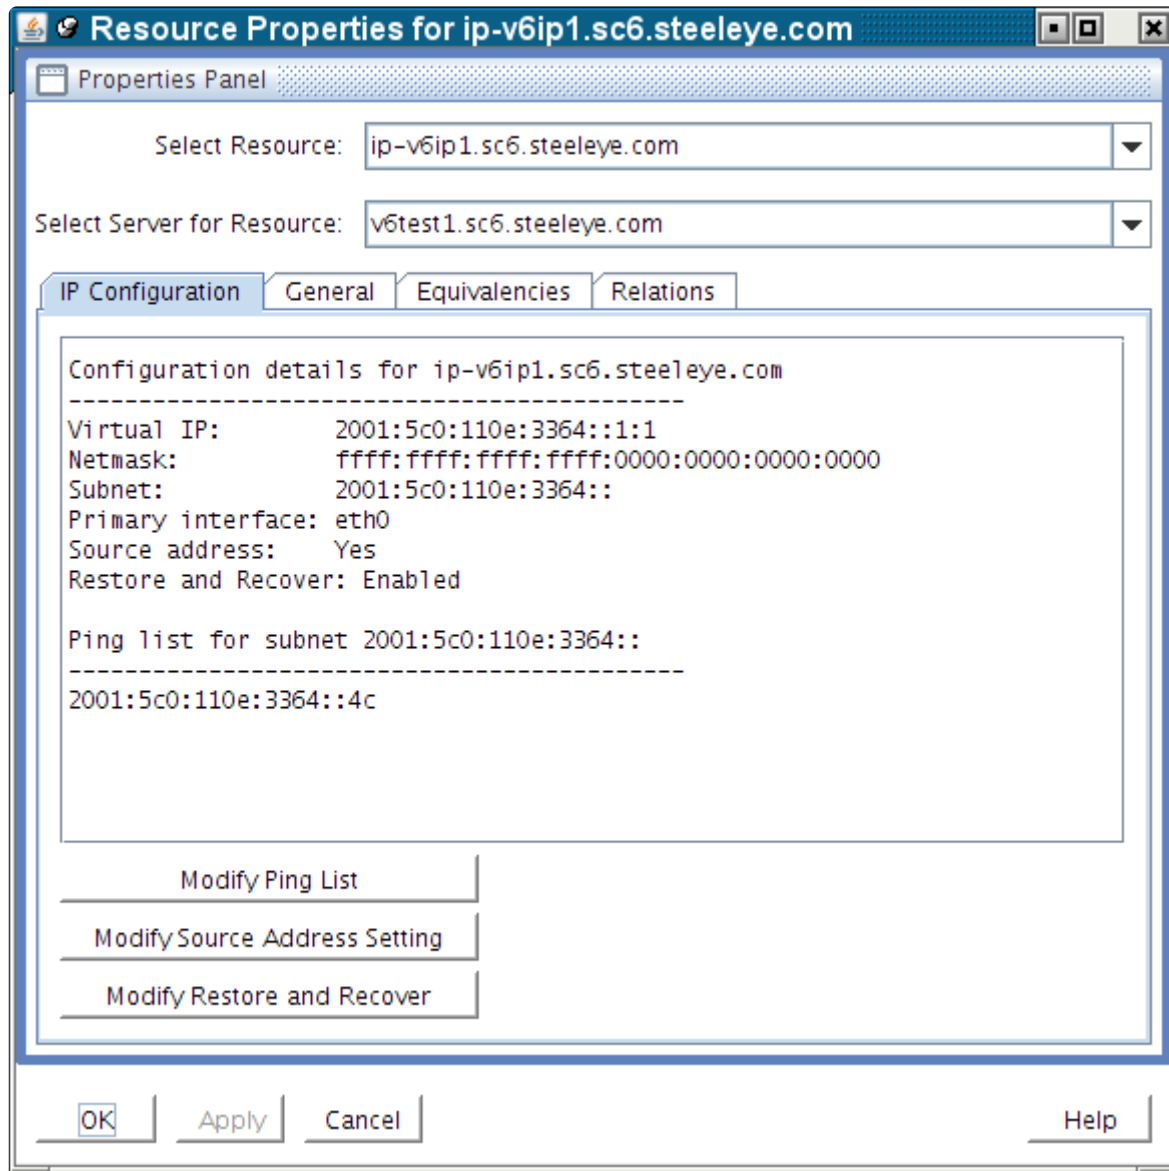 Resource Properties for ip-v6ip1.sc6.steeleye.com
Properties Panel
Select Resource: ip-v6ip1.sc6.steeleye.com
Select Server for Resource: v6test1.sc6.steeleye.com
IP Configuration General Equivalencies Relations
Configuration details for ip-v6ip1.sc6.steeleye.com
--------------------------------------------
Virtual IP: 2001:5c0:110e:3364::1:1
Netmask: ffff:ffff:ffff:ffff:0000:0000:0000:0000
Subnet: 2001:5c0:110e:3364::
Primary interface: eth0
Source address: Yes
Restore and Recover: Enabled
Ping list for subnet 2001:5c0:110e:3364::
--------------------------------------------
2001:5c0:110e:3364::4c
Modify Ping List
Modify Source Address Setting
Modify Restore and Recover
OK Apply Cancel Help